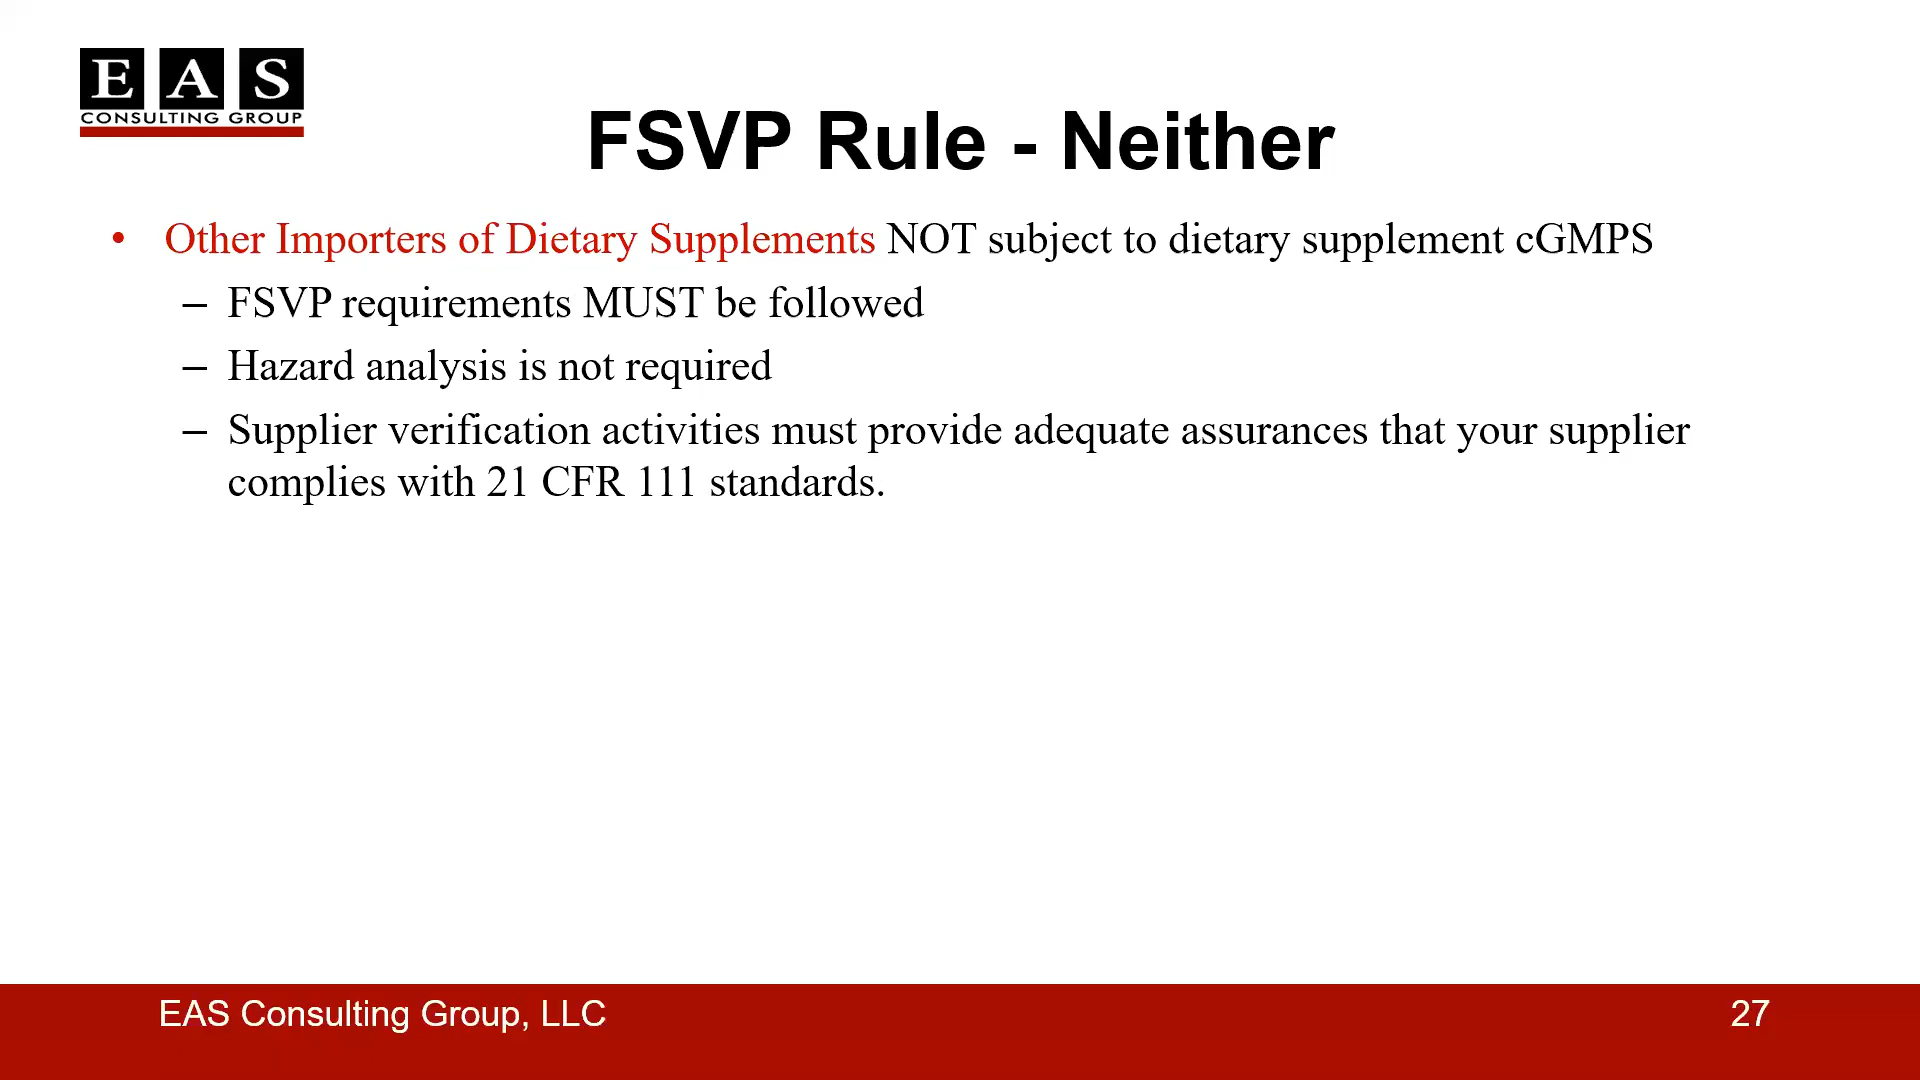 EAS
CONSULTING GROUP
FSVP Rule - Neither
• Other Importers of Dietary Supplements NOT subject to dietary supplement cGMPS
– FSVP requirements MUST be followed
– Hazard analysis is not required
– Supplier verification activities must provide adequate assurances that your supplier
complies with 21 CFR 111 standards.
EAS Consulting Group, LLC
27